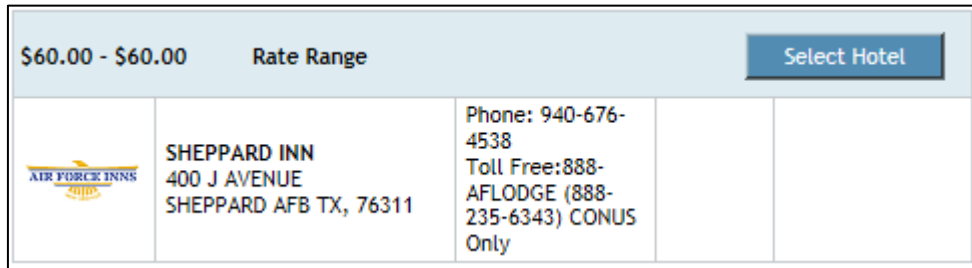 $60.00 - $60.00 Rate Range Select Hotel
AIR FORCE INNS
SHEPPARD INN
400 J AVENUE
SHEPPARD AFB TX, 76311
Phone: 940-676-
4538
Toll Free:888-
AFLODGE (888-
235-6343) CONUS
Only